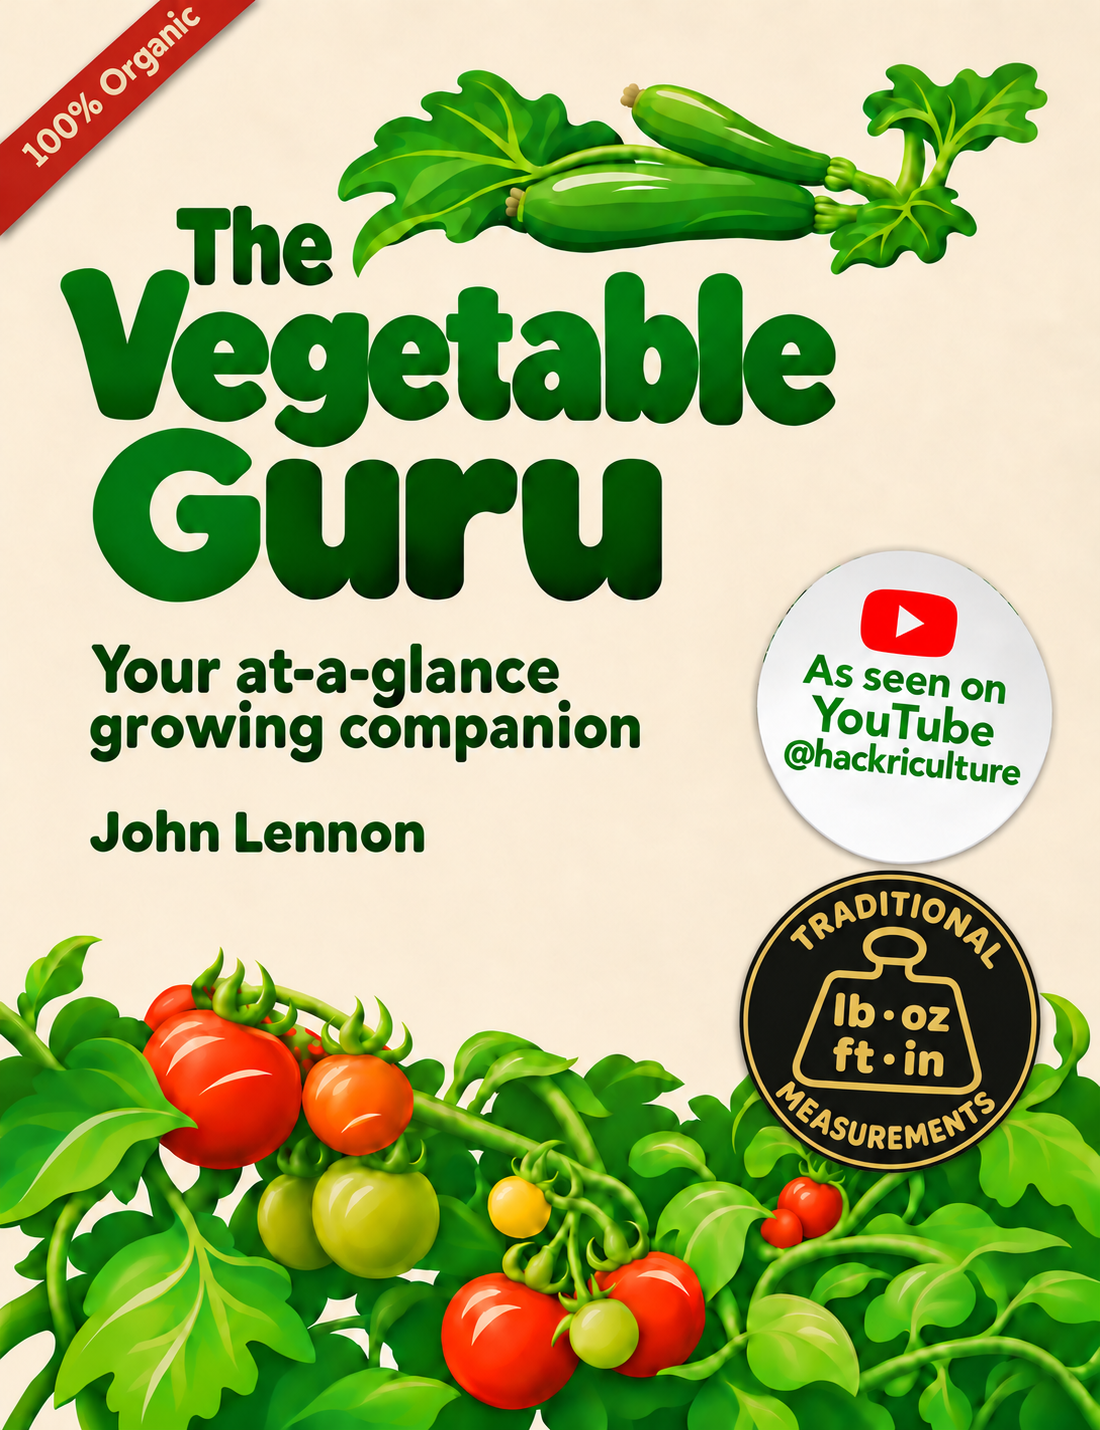 100% Organic
The
Vegetable
Guru
Your at-a-glance
growing companion
John Lennon
As seen on
YouTube
@hackriculture
TRADITIONAL
lb·oz
ft·in
MEASUREMENTS